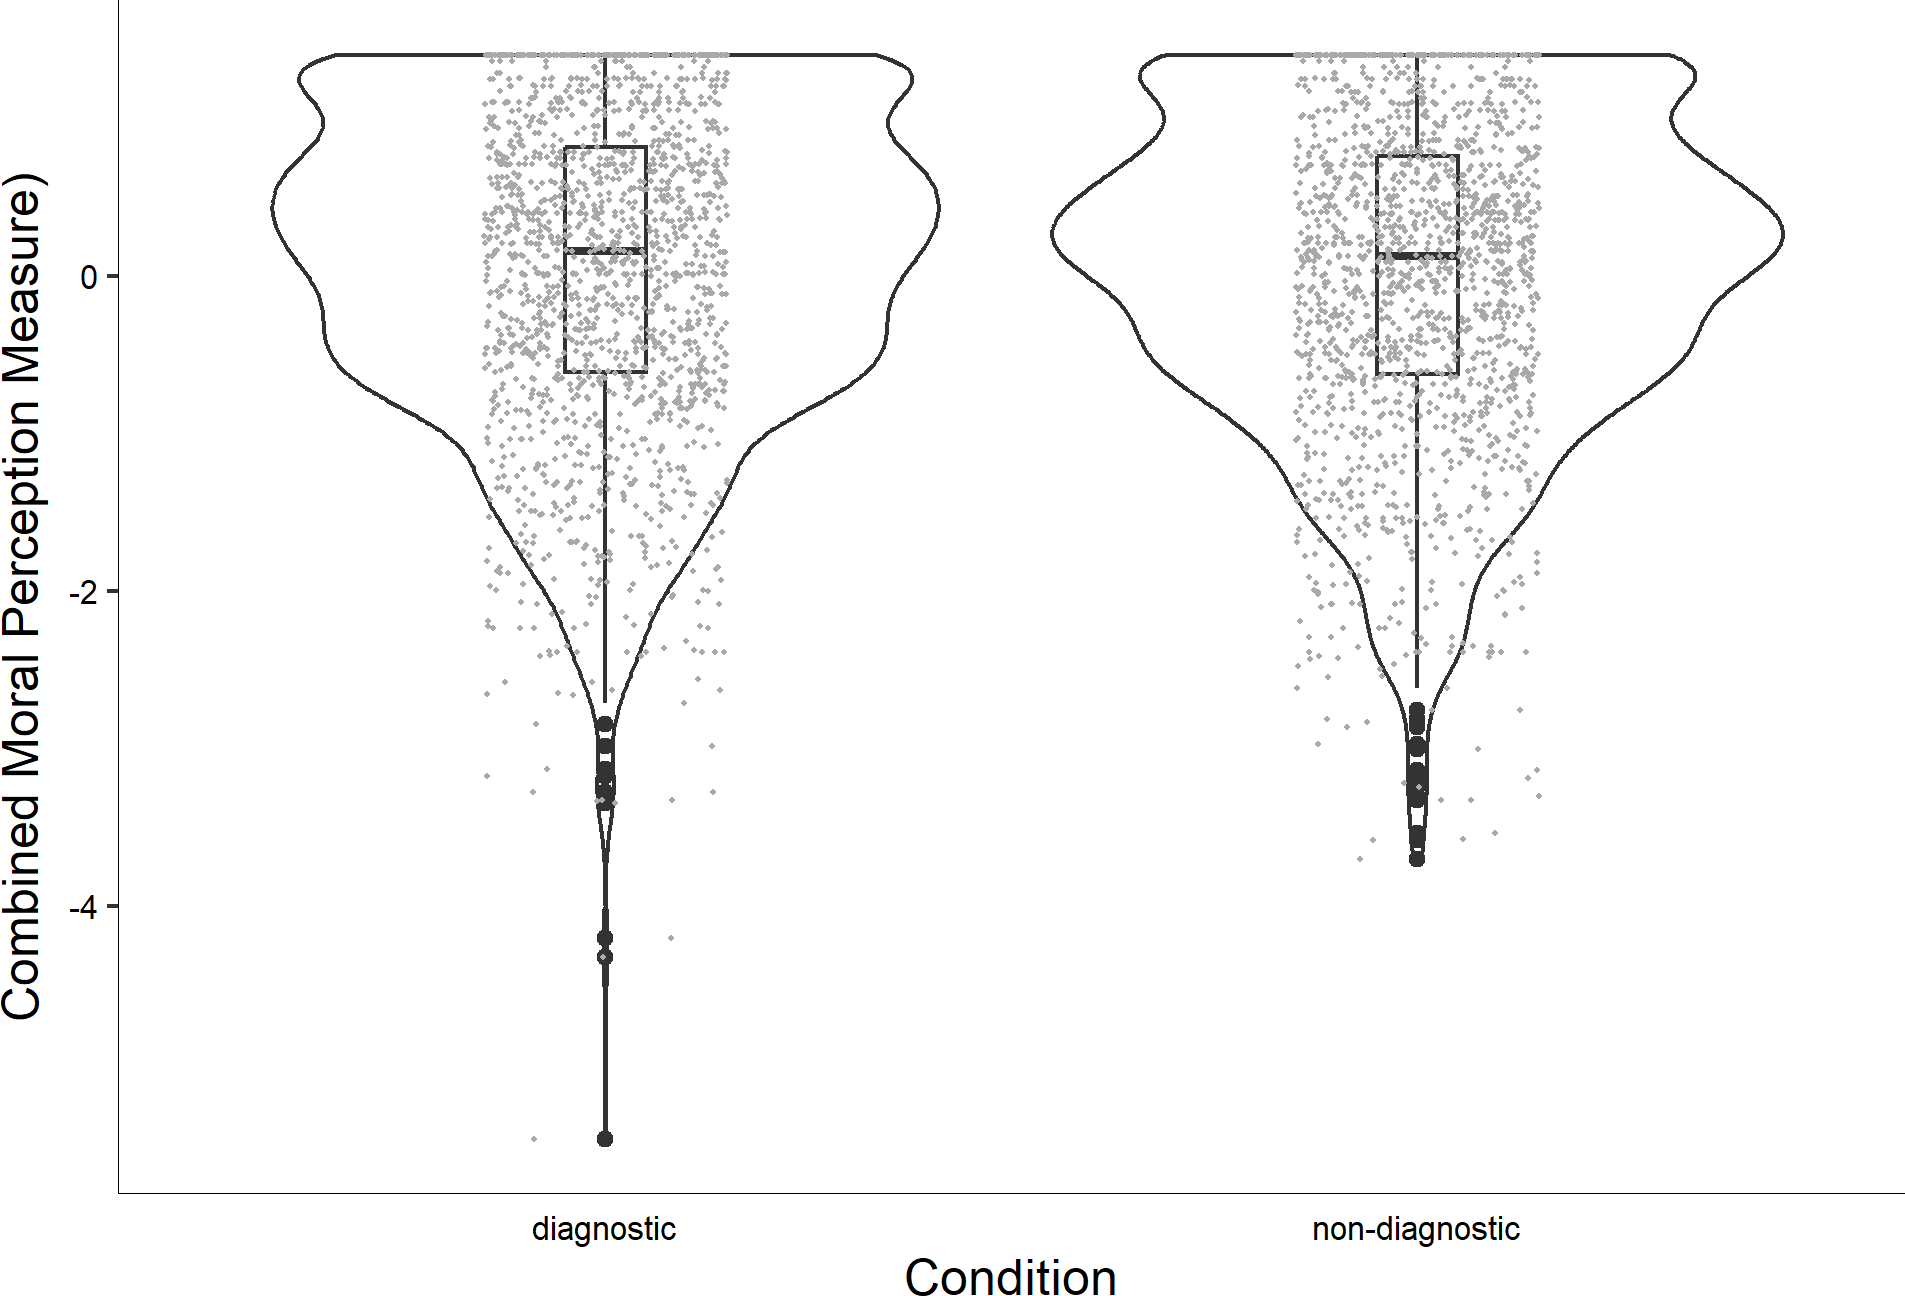 Combined Moral Perception Measure)
0
-2
-4
diagnostic
non-diagnostic
Condition